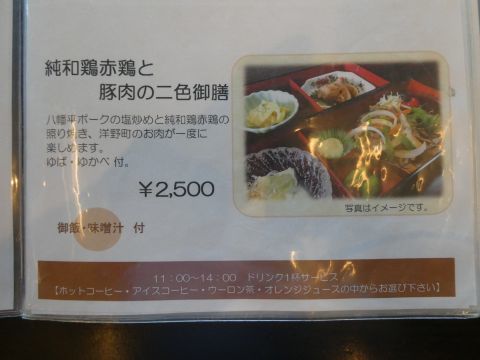 純和鶏赤鶏と
豚肉の二色御膳
八幡平ポークの塩炒めと純和鶏赤鶏の
照り焼き、洋野町のお肉が一度に
楽しめます。
ゆば・ゆかべ 付。
￥2,500
写真はイメージです。
御飯・味噌汁 付
11：00～14：00 ドリンク1杯サービス
【ホットコーヒー・アイスコーヒー・ウーロン茶・オレンジジュースの中からお選び下さい】